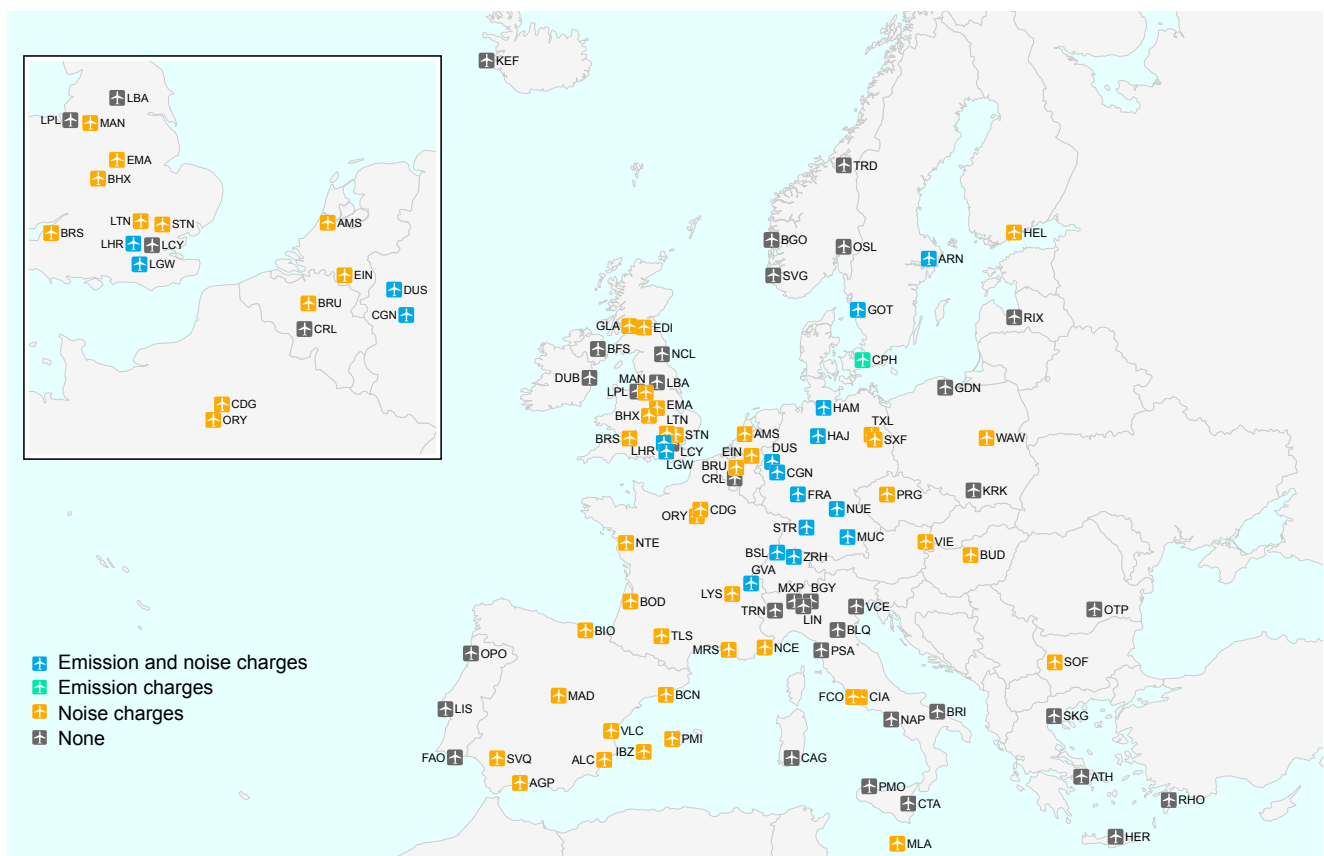 KEF
LBA
LPL
MAN
EMA
BHX
LTN
STN
BRS
LHR
LCY
LGW
AMS
EIN
DUS
BRU
CGN
CRL
CDG
ORY
TRD
BGO
OSL
HEL
ARN
SVG
GOT
RIX
GLA
EDI
BFS
NCL
CPH
DUB
MAN
LBA
LPL
GDN
EMA
HAM
BHX
LTN
TXL
BRS
STN
AMS
HAJ
SXF
WAW
LHR
LCY
EIN
DUS
LGW
BRU
CGN
CRL
FRA
PRG
KRK
ORY
CDG
NUE
STR
MUC
NTE
VIE
BSL
ZRH
BUD
GVA
LYS
MXP
BGY
BOD
TRN
LIN
VCE
OTP
BIO
TLS
BLQ
MRS
NCE
PSA
OPO
SOF
Emission and noise charges
Emission charges
Noise charges
None
MAD
BCN
FCO
CIA
LIS
NAP
BRI
SKG
VLC
PMI
IBZ
FAO
SVQ
ALC
CAG
AGP
PMO
ATH
CTA
RHO
HER
MLA